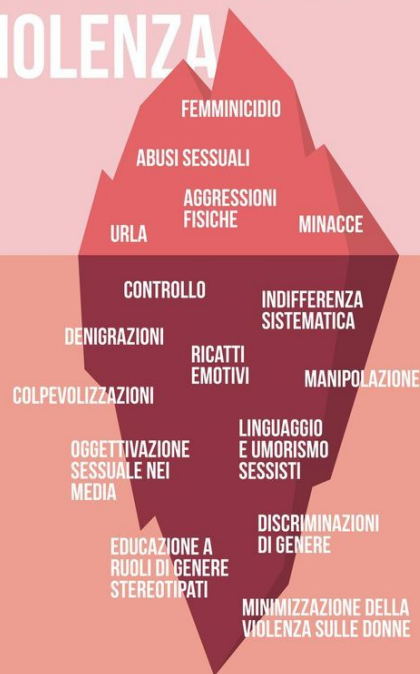 IOLENZA
FEMMINICIDIO
ABUSI SESSUALI
AGGRESSIONI
FISICHE
MINACCE
URLA
CONTROLLO
INDIFFERENZA
SISTEMATICA
DENIGRAZIONI
RICATTI
EMOTIVI
MANIPOLAZIONE
COLPEVOLIZZAZIONI
LINGUAGGIO
E UMORISMO
SESSISTI
OGGETTIVAZIONE
SESSUALE NEI
MEDIA
DISCRIMINAZIONI
DI GENERE
EDUCAZIONE A
RUOLI DI GENERE
STEREOTIPATI
MINIMIZZAZIONE DELLA
VIOLENZA SULLE DONNE